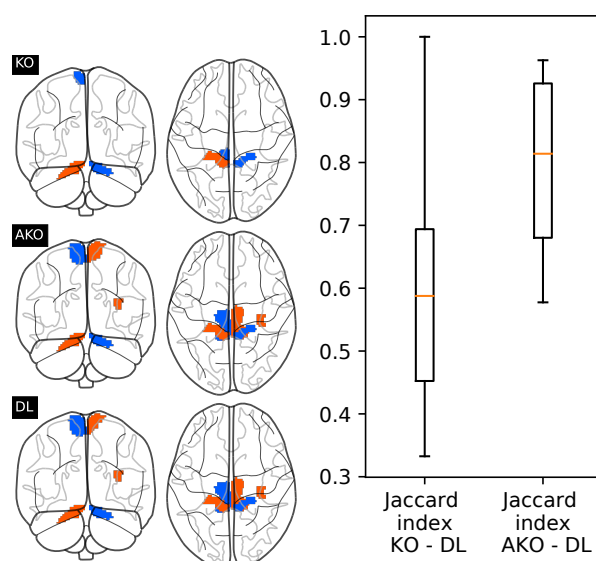 KO
AKO
DL
1.0
0.9
0.8
0.7
0.6
0.5
0.4
0.3
Jaccard
index
KO - DL
Jaccard
index
AKO - DL